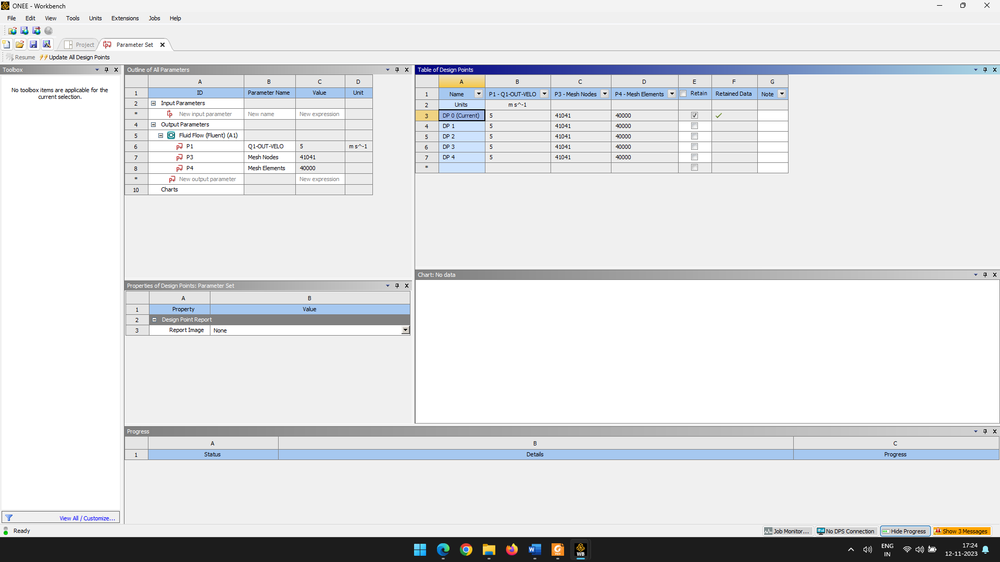 ONEE - Workbench
File Edit View Tools Units Extensions Jobs Help
Project Parameter Set
Resume Update All Design Points
Toolbox
No toolbox items are applicable for the
current selection.
View All / Customize...
Outline of All Parameters
A B C D
1 ID Parameter Name Value Unit
2 Input Parameters
* New input parameter New name New expression
4 Output Parameters
5 Fluid Flow (Fluent) (A1)
6 P1 Q1-OUT-VELO 5 m s^-1
7 P3 Mesh Nodes 41041
8 P4 Mesh Elements 40000
* New output parameter New expression
10 Charts
Properties of Design Points: Parameter Set
A B
1 Property Value
2 Design Point Report
3 Report Image None
Table of Design Points
A B C D E F G
1 Name P1 - Q1-OUT-VELO P3 - Mesh Nodes P4 - Mesh Elements Retain Retained Data Note
2 Units m s^-1
3 DP 0 (Current) 5 41041 40000
4 DP 1 5 41041 40000
5 DP 2 5 41041 40000
6 DP 3 5 41041 40000
7 DP 4 5 41041 40000
*
Chart: No data
Progress
A B C
1 Status Details Progress
Ready
Job Monitor... No DPS Connection Hide Progress Show 3 Messages
WB
ENG
IN
17:24
12-11-2023